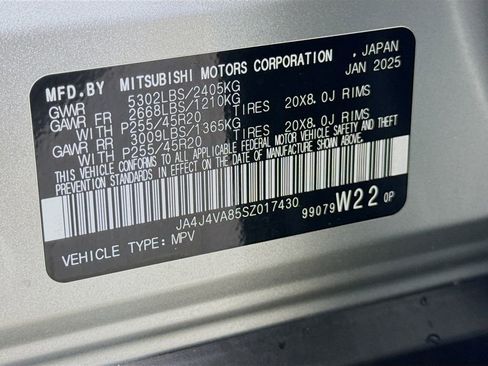 MFD.BY MITSUBISHI MOTORS CORPORATION , JAPAN
JAN 2025
GVWR 5302LBS/2405KG
GAWR FR 2668LBS/1210KG
WITH P255/45R20 TIRES 20X8.0J RIMS
GAWR RR 3009LBS/1365KG
WITH P255/45R20 TIRES 20X8.0J RIMS
THIS VEHICLE CONFORMS TO ALL APPLICABLE FEDERAL MOTOR VEHICLE SAFETY AND THEFT
PREVENTION STANDARDS IN EFFECT ON THE DATE OF MANUFACTURE SHOWN ABOVE.
JA4J4VA85SZ017430
99079 W22 0P
VEHICLE TYPE: MPV